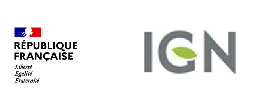 RÉPUBLIQUE
FRANÇAISE
Liberté
Égalité
Fraternité
IGN